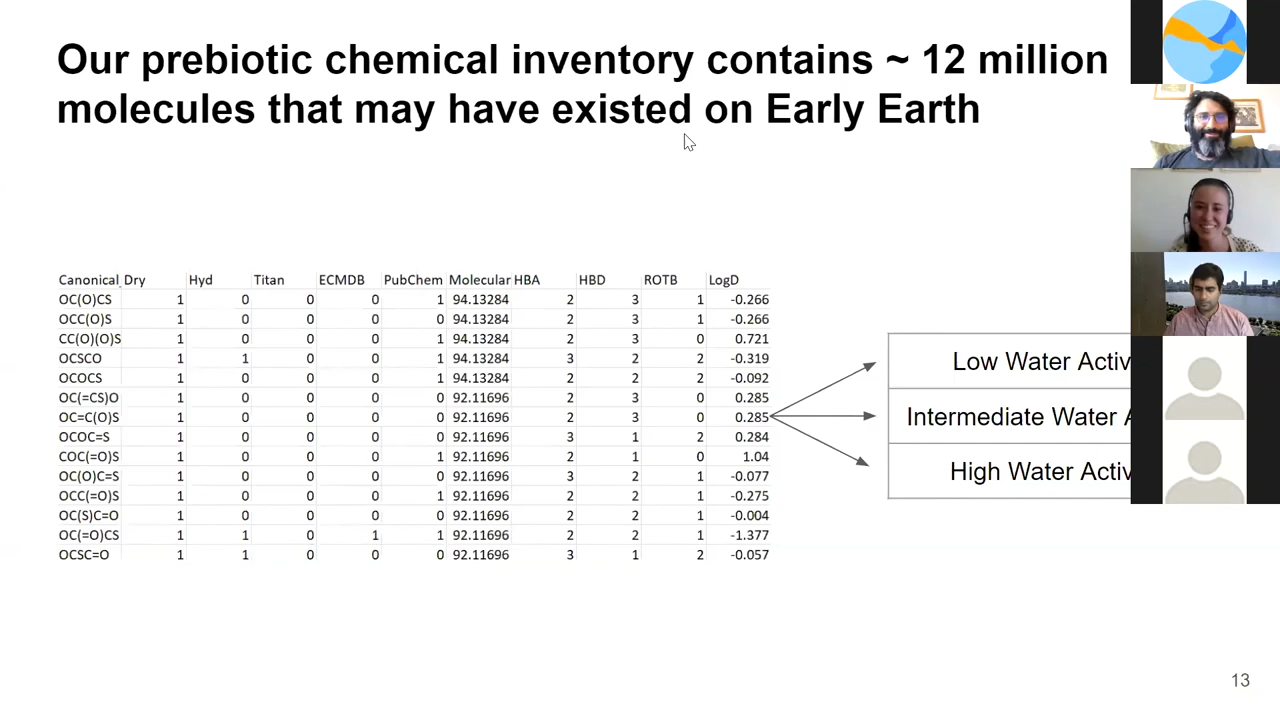 Our prebiotic chemical inventory contains ~ 12 million
molecules that may have existed on Early Earth
Canonical Dry Hyd Titan ECMDB PubChem Molecular HBA HBD ROTB LogD
OC(O)CS 1 0 0 0 1 94.13284 2 3 1 -0.266
OCC(O)S 1 0 0 0 0 94.13284 2 3 1 -0.266
CC(O)(O)S 1 0 0 0 1 94.13284 2 3 0 0.721
OCSCO 1 1 0 0 1 94.13284 3 2 2 -0.319
OCOCS 1 0 0 0 1 94.13284 2 2 2 -0.092
OC(=CS)O 1 0 0 0 0 92.11696 2 3 0 0.285
OC=C(O)S 1 0 0 0 0 92.11696 2 3 0 0.285
OCOC=S 1 0 0 0 0 92.11696 3 1 2 0.284
COC(=O)S 1 0 0 0 1 92.11696 2 1 0 1.04
OC(O)C=S 1 0 0 0 0 92.11696 3 2 1 -0.077
OCC(=O)S 1 0 0 0 1 92.11696 2 2 1 -0.275
OC(S)C=O 1 0 0 0 0 92.11696 2 2 1 -0.004
OC(=O)CS 1 1 0 1 1 92.11696 2 2 1 -1.377
OCSC=O 1 1 0 0 0 92.11696 3 1 2 -0.057
Low Water Activ
Intermediate Water
High Water Activ
13